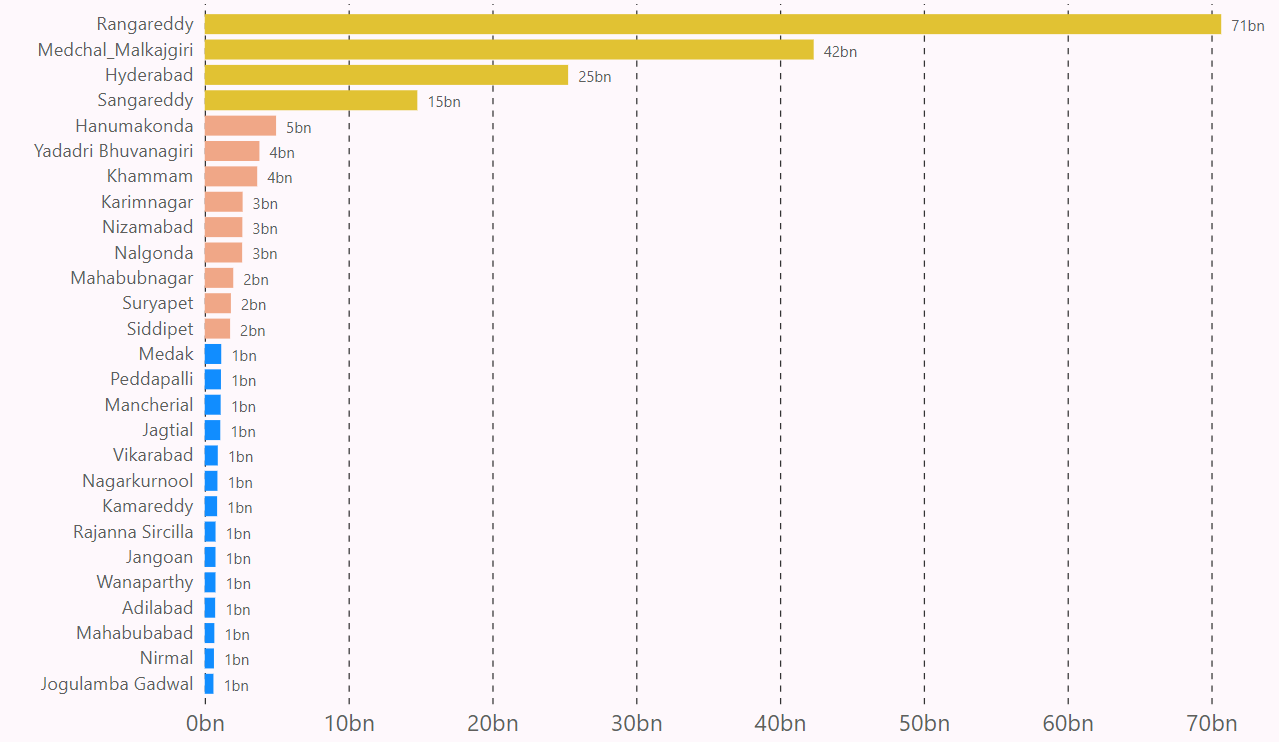 Rangareddy 71bn
Medchal_Malkajgiri 42bn
Hyderabad 25bn
Sangareddy 15bn
Hanumakonda 5bn
Yadadri Bhuvanagiri 4bn
Khammam 4bn
Karimnagar 3bn
Nizamabad 3bn
Nalgonda 3bn
Mahabubnagar 2bn
Suryapet 2bn
Siddipet 2bn
Medak 1bn
Peddapalli 1bn
Mancherial 1bn
Jagtial 1bn
Vikarabad 1bn
Nagarkurnool 1bn
Kamareddy 1bn
Rajanna Sircilla 1bn
Jangoan 1bn
Wanaparthy 1bn
Adilabad 1bn
Mahabubabad 1bn
Nirmal 1bn
Jogulamba Gadwal 1bn
0bn 10bn 20bn 30bn 40bn 50bn 60bn 70bn